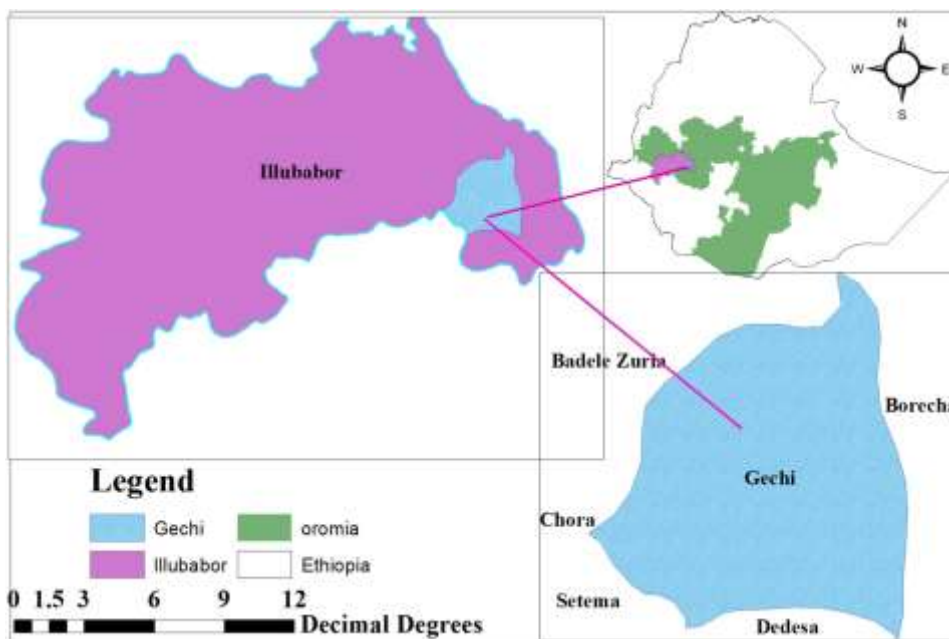 N
W E
S
Illubabor
Badele Zuria
Borecha
Gechi
Chora
Setema
Dedesa
Legend
Gechi
oromia
Illubabor
Ethiopia
0 1.5 3 6 9 12
Decimal Degrees